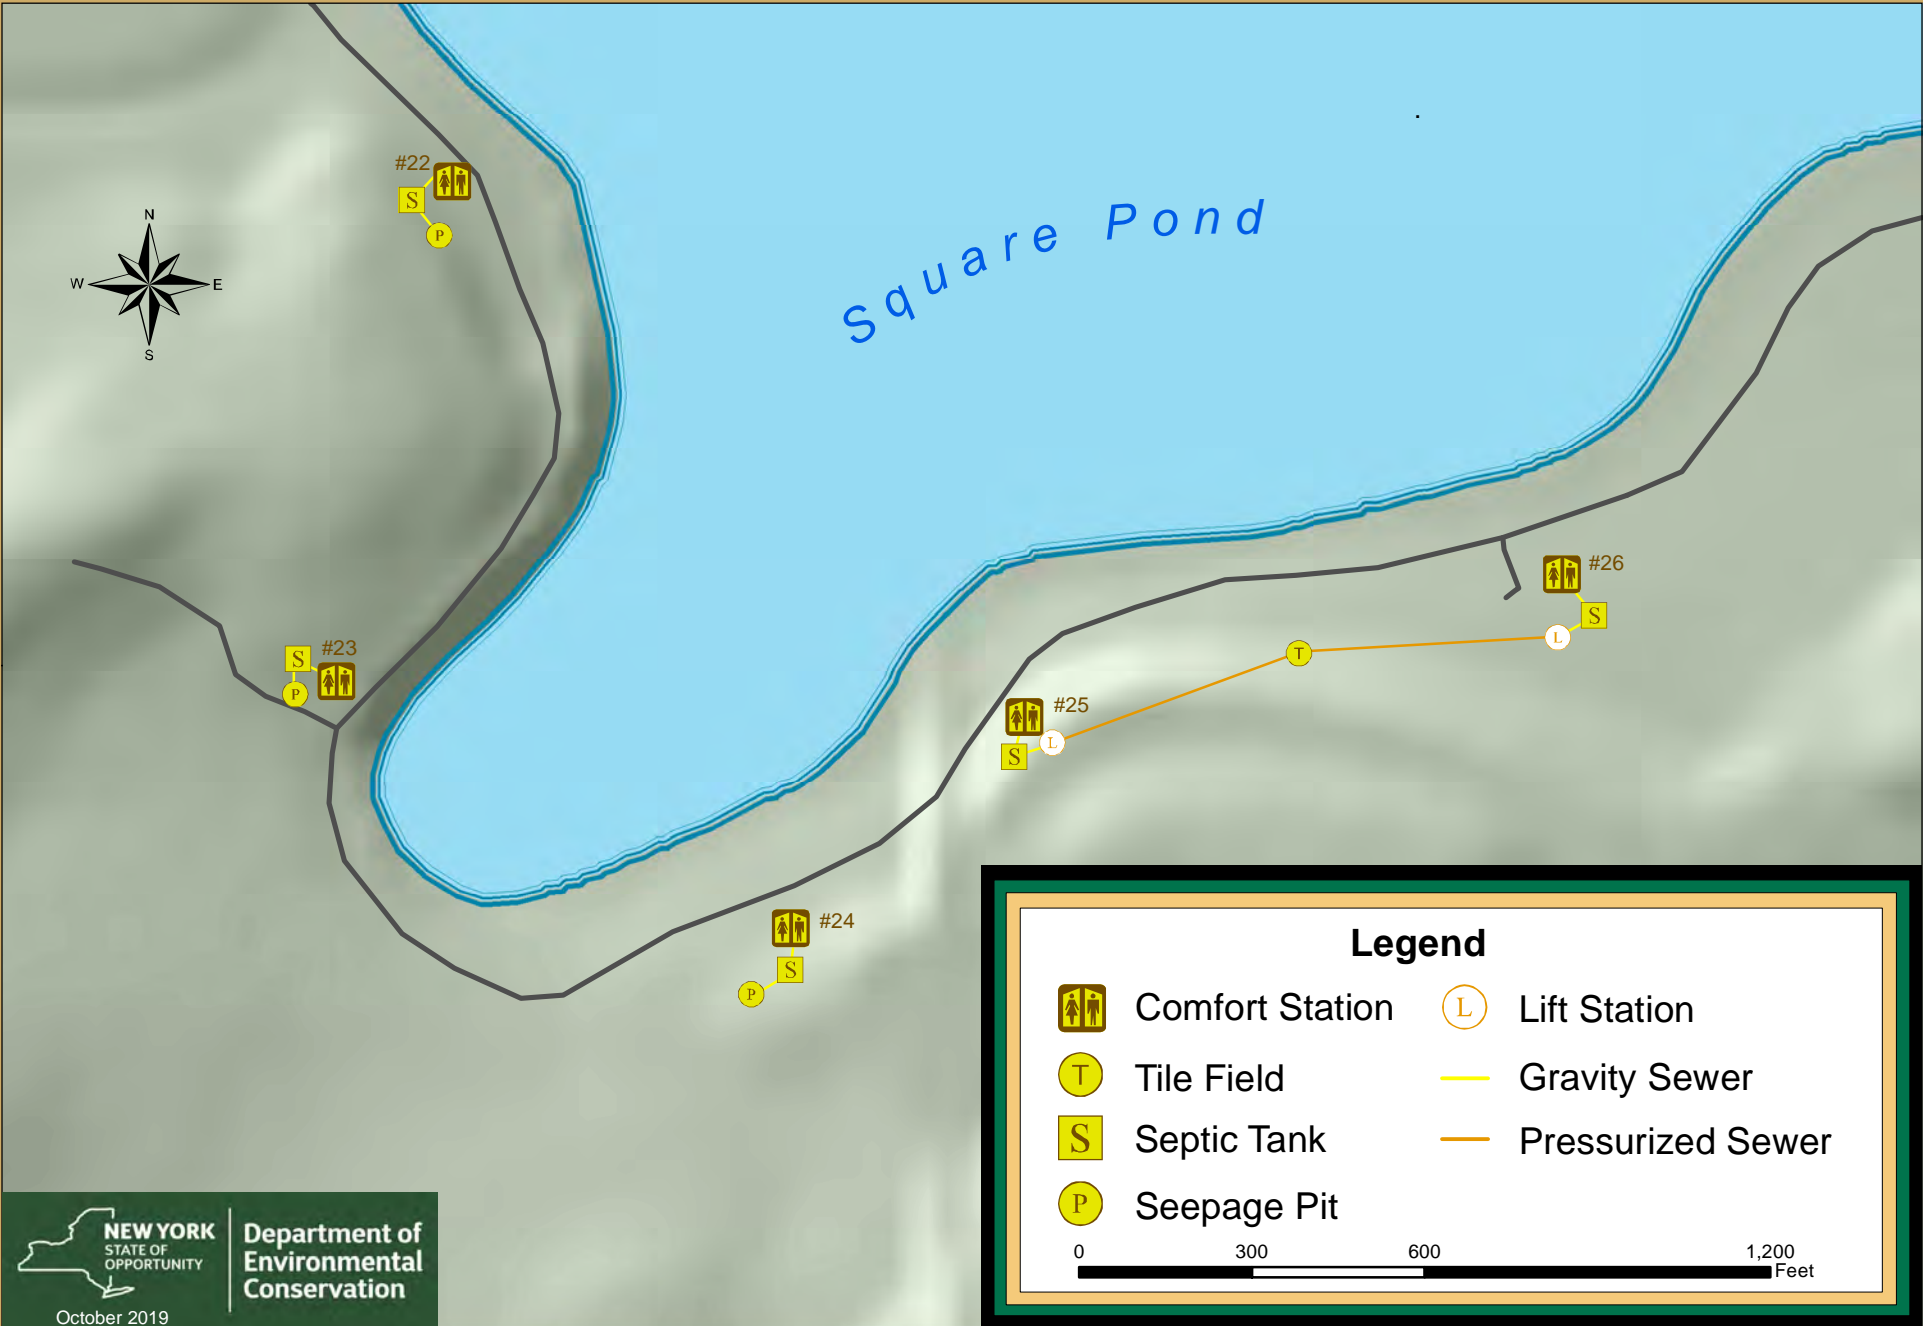 #22
S
P
N
W E
S
Square Pond
#26
S
L
T
#23
S
P
#25
L
S
#24
S
P
Legend
Comfort Station
L Lift Station
T Tile Field
Gravity Sewer
S Septic Tank
Pressurized Sewer
P Seepage Pit
0 300 600 1,200
Feet
NEW YORK
STATE OF
OPPORTUNITY
Department of
Environmental
Conservation
October 2019